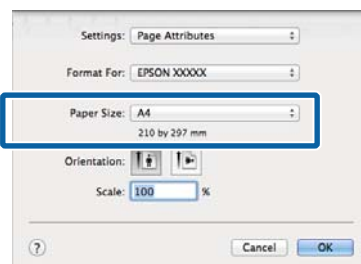 Settings: Page Attributes
Format For: EPSON XXXXX
Paper Size: A4
210 by 297 mm
Orientation:
Scale: 100 %
? Cancel OK